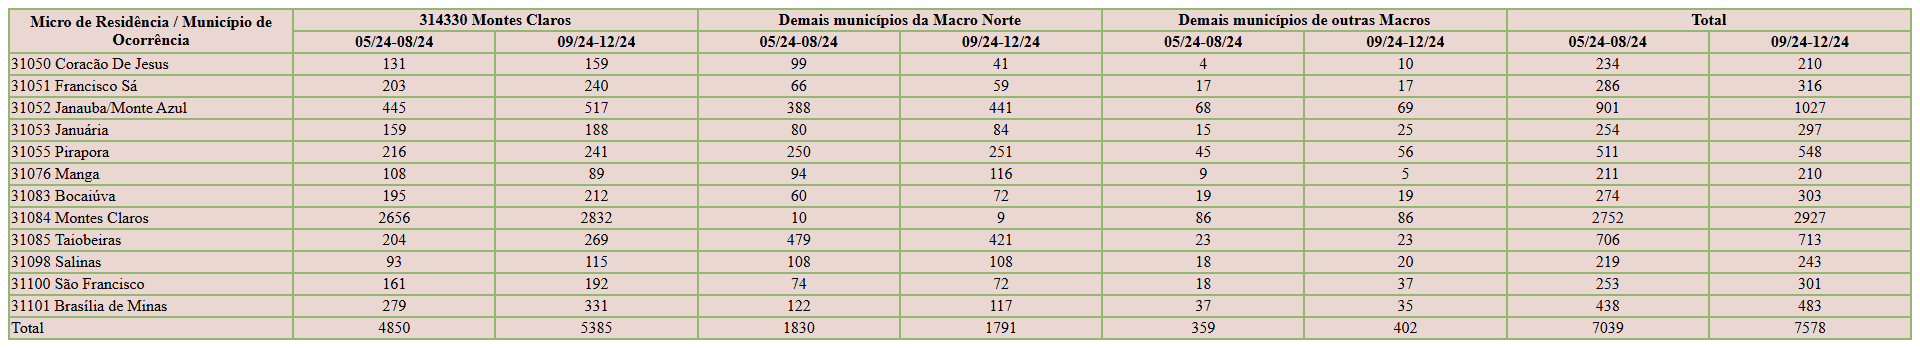 Micro de Residência / Município de Ocorrência 314330 Montes Claros Demais municípios da Macro Norte Demais municípios de outras Macros Total
05/24-08/24 09/24-12/24 05/24-08/24 09/24-12/24 05/24-08/24 09/24-12/24 05/24-08/24 09/24-12/24
31050 Coracão De Jesus 131 159 99 41 4 10 234 210
31051 Francisco Sá 203 240 66 59 17 17 286 316
31052 Janauba/Monte Azul 445 517 388 441 68 69 901 1027
31053 Januária 159 188 80 84 15 25 254 297
31055 Pirapora 216 241 250 251 45 56 511 548
31076 Manga 108 89 94 116 9 5 211 210
31083 Bocaiúva 195 212 60 72 19 19 274 303
31084 Montes Claros 2656 2832 10 9 86 86 2752 2927
31085 Taiobeiras 204 269 479 421 23 23 706 713
31098 Salinas 93 115 108 108 18 20 219 243
31100 São Francisco 161 192 74 72 18 37 253 301
31101 Brasília de Minas 279 331 122 117 37 35 438 483
Total 4850 5385 1830 1791 359 402 7039 7578